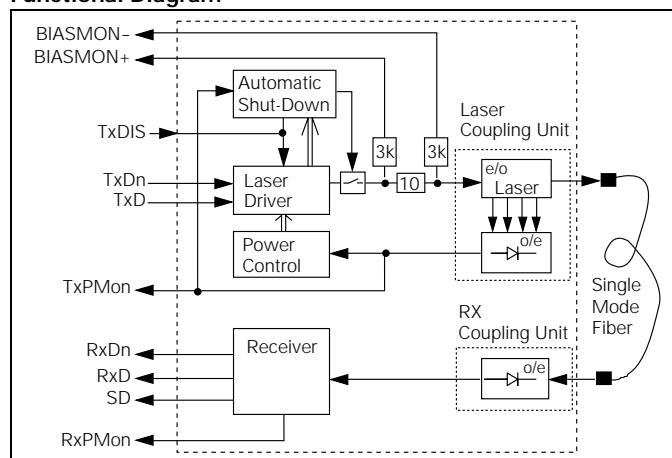 Functional Diagram
BIASMON−
BIASMON+
Automatic
Shut-Down
Laser
Coupling Unit
TxDIS
3k
3k
e/o
Laser
TxDn
TxD
Laser
Driver
10
o/e
Power
Control
TxPMon
Single
Mode
Fiber
RX
Coupling Unit
RxDn
RxD
SD
Receiver
o/e
RxPMon